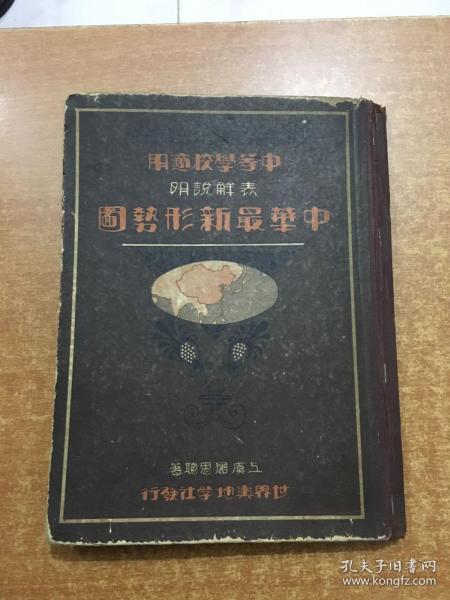 中等學校適用
表解說明
中華最新形勢圖
上虞屠思聰著
世界輿地学社發行
孔夫子旧书网
www.kongfz.com